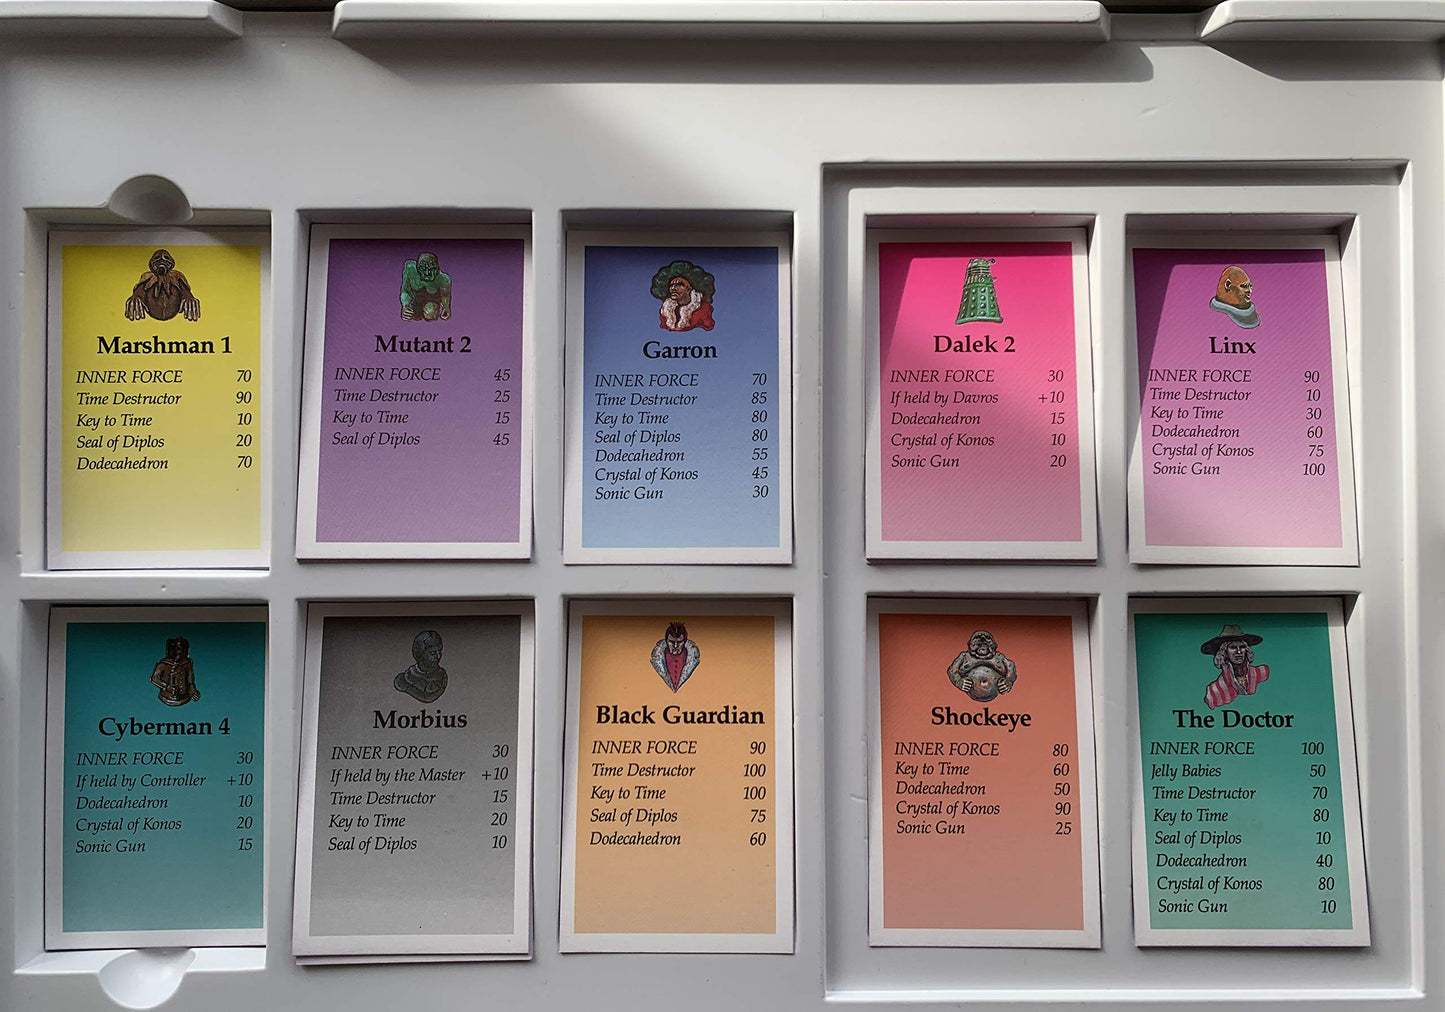 Marshman 1
INNER FORCE 70
Time Destructor 90
Key to Time 10
Seal of Diplos 20
Dodecahedron 70
Mutant 2
INNER FORCE 45
Time Destructor 25
Key to Time 15
Seal of Diplos 45
Garron
INNER FORCE 70
Time Destructor 85
Key to Time 80
Seal of Diplos 80
Dodecahedron 55
Crystal of Konos 45
Sonic Gun 30
Dalek 2
INNER FORCE 30
If held by Davros +10
Dodecahedron 15
Crystal of Konos 10
Sonic Gun 20
Linx
INNER FORCE 90
Time Destructor 10
Key to Time 30
Dodecahedron 60
Crystal of Konos 75
Sonic Gun 100
Cyberman 4
INNER FORCE 30
If held by Controller +10
Dodecahedron 10
Crystal of Konos 20
Sonic Gun 15
Morbius
INNER FORCE 30
If held by the Master +10
Time Destructor 15
Key to Time 20
Seal of Diplos 10
Black Guardian
INNER FORCE 90
Time Destructor 100
Key to Time 100
Seal of Diplos 75
Dodecahedron 60
Shockeye
INNER FORCE 80
Key to Time 60
Dodecahedron 50
Crystal of Konos 90
Sonic Gun 25
The Doctor
INNER FORCE 100
Jelly Babies 50
Time Destructor 70
Key to Time 80
Seal of Diplos 10
Dodecahedron 40
Crystal of Konos 80
Sonic Gun 10